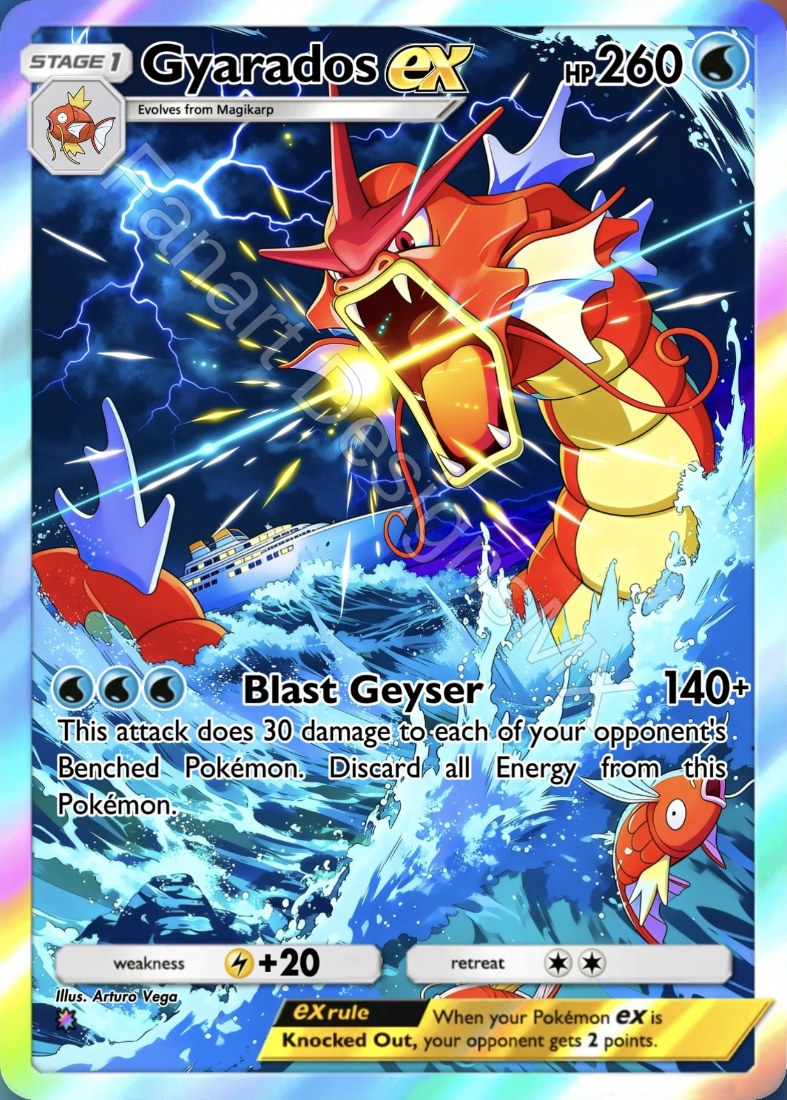 STAGE 1 Gyarados ex HP 260
Evolves from Magikarp
Fanart DesignsMX
Blast Geyser 140+
This attack does 30 damage to each of your opponent's
Benched Pokémon. Discard all Energy from this
Pokémon.
weakness +20 retreat
Illus. Arturo Vega
ex rule When your Pokémon ex is
Knocked Out, your opponent gets 2 points.